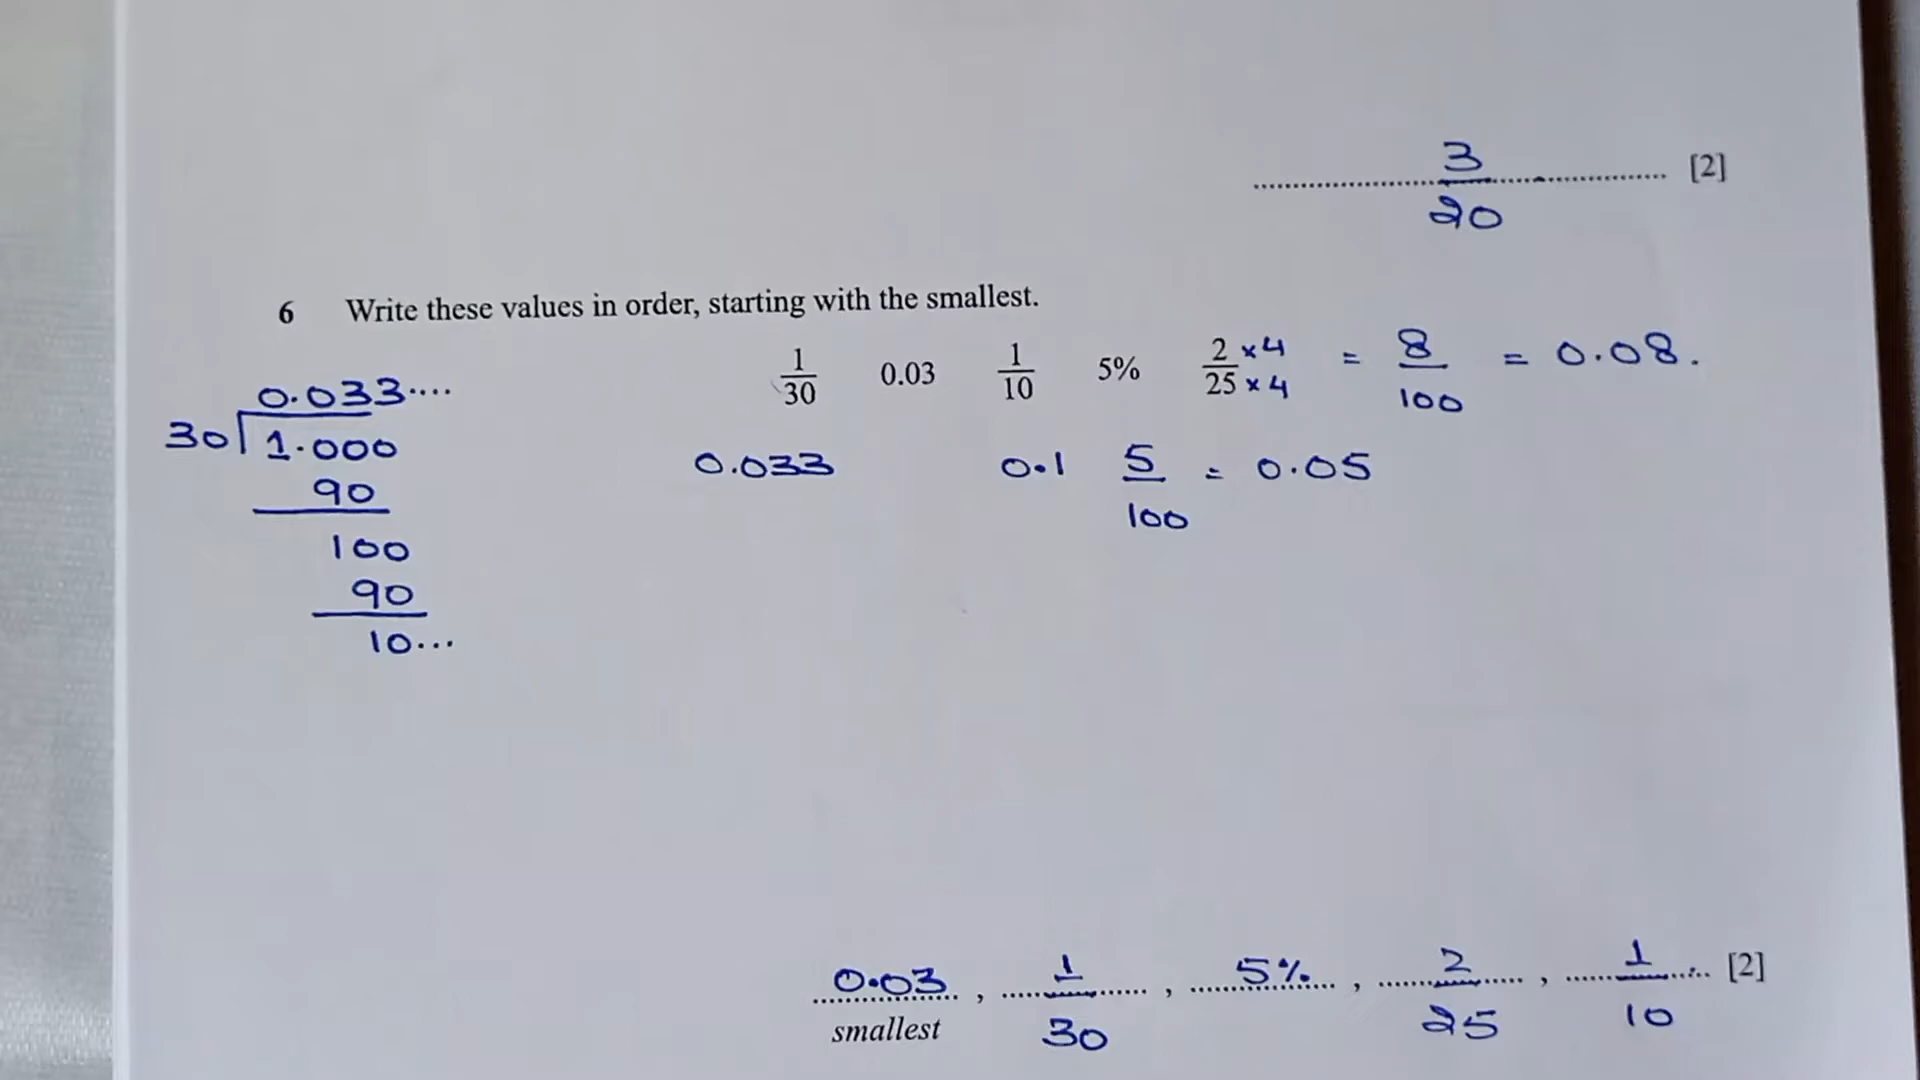 3
[2]
20
6 Write these values in order, starting with the smallest.
1/30 0.03 1/10 5% 2/25 ×4 ×4 = 8/100 = 0.08.
0.033....
30 1.000
0.033 0.1 5/100 = 0.05
90
100
90
10...
0.03 , 1/30 , 5% , 2/25 , 1/10 [2]
smallest